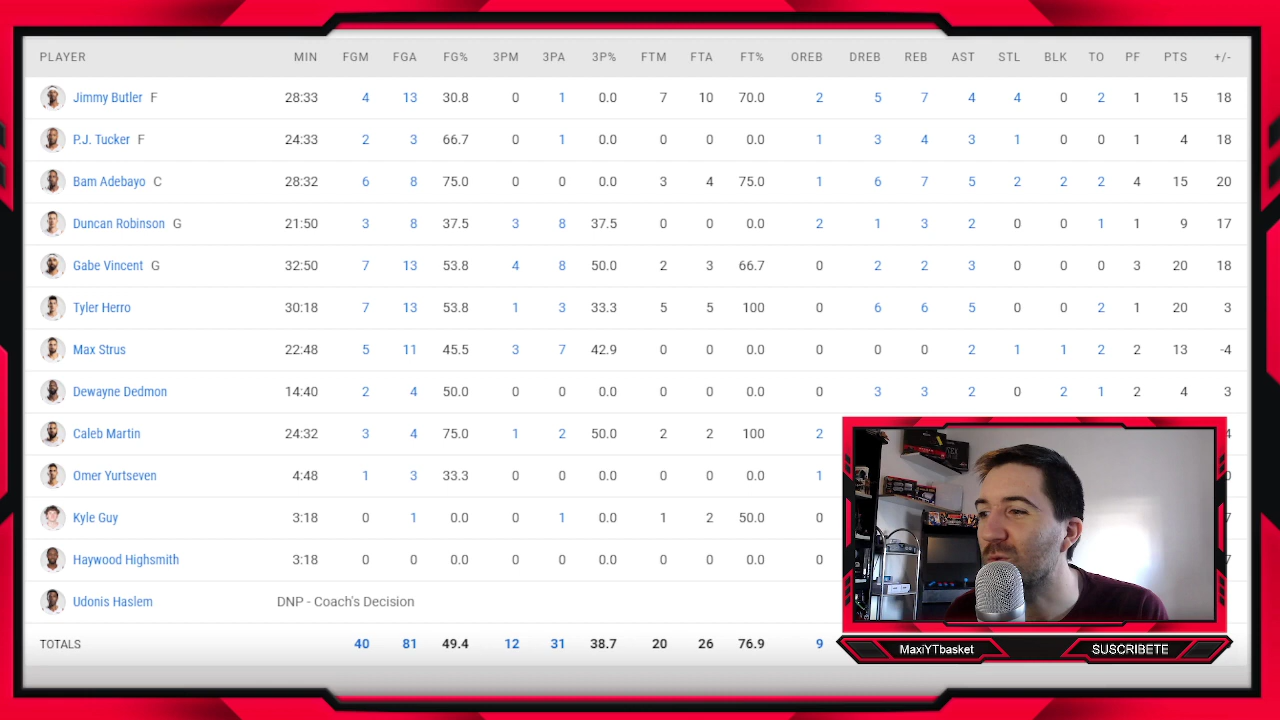 PLAYER MIN FGM FGA FG% 3PM 3PA 3P% FTM FTA FT% OREB DREB REB AST STL BLK TO PF PTS +/-
Jimmy Butler F 28:33 4 13 30.8 0 1 0.0 7 10 70.0 2 5 7 4 4 0 2 1 15 18
P.J. Tucker F 24:33 2 3 66.7 0 1 0.0 0 0 0.0 1 3 4 3 1 0 0 1 4 18
Bam Adebayo C 28:32 6 8 75.0 0 0 0.0 3 4 75.0 1 6 7 5 2 2 2 4 15 20
Duncan Robinson G 21:50 3 8 37.5 3 8 37.5 0 0 0.0 2 1 3 2 0 0 1 1 9 17
Gabe Vincent G 32:50 7 13 53.8 4 8 50.0 2 3 66.7 0 2 2 3 0 0 0 3 20 18
Tyler Herro 30:18 7 13 53.8 1 3 33.3 5 5 100 0 6 6 5 0 0 2 1 20 3
Max Strus 22:48 5 11 45.5 3 7 42.9 0 0 0.0 0 0 0 2 1 1 2 2 13 -4
Dewayne Dedmon 14:40 2 4 50.0 0 0 0.0 0 0 0.0 0 3 3 2 0 2 1 2 4 3
Caleb Martin 24:32 3 4 75.0 1 2 50.0 2 2 100 2 4
Omer Yurtseven 4:48 1 3 33.3 0 0 0.0 0 0 0.0 1 0
Kyle Guy 3:18 0 1 0.0 0 1 0.0 1 2 50.0 0 7
Haywood Highsmith 3:18 0 0 0.0 0 0 0.0 0 0 0.0 0 7
Udonis Haslem DNP - Coach's Decision
TOTALS 40 81 49.4 12 31 38.7 20 26 76.9 9
MaxiYTbasket SUSCRIBETE